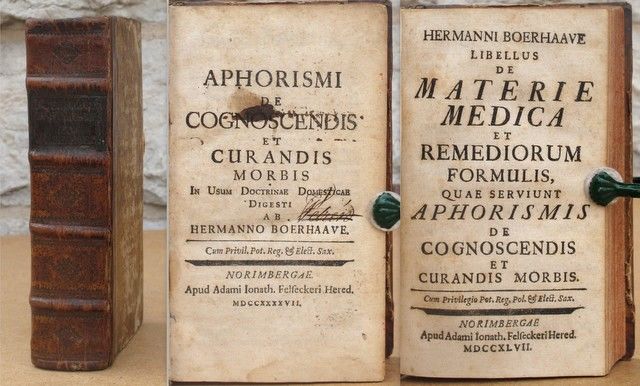 APHORISMI
DE
COGNOSCENDIS
ET
CURANDIS
MORBIS
IN USUM DOCTRINAE DOMESTICAE
DIGESTI
AB
HERMANNO BOERHAAVE.
Cum Privil. Pot. Reg. & Elect. Sax.
NORIMBERGAE.
Apud Adami Ionath. Felseckeri Hered.
MDCCXXXXVII.
HERMANNI BOERHAAVE
LIBELLUS
DE
MATERIE
MEDICA
ET
REMEDIORUM
FORMULIS,
QUAE SERVIUNT
APHORISMIS
DE
COGNOSCENDIS
ET
CURANDIS MORBIS.
Cum Privilegio Pot. Reg. Pol. & Elect. Sax.
NORIMBERGAE
Apud Adami Ionath. Felseckeri Hered.
MDCCXLVII.